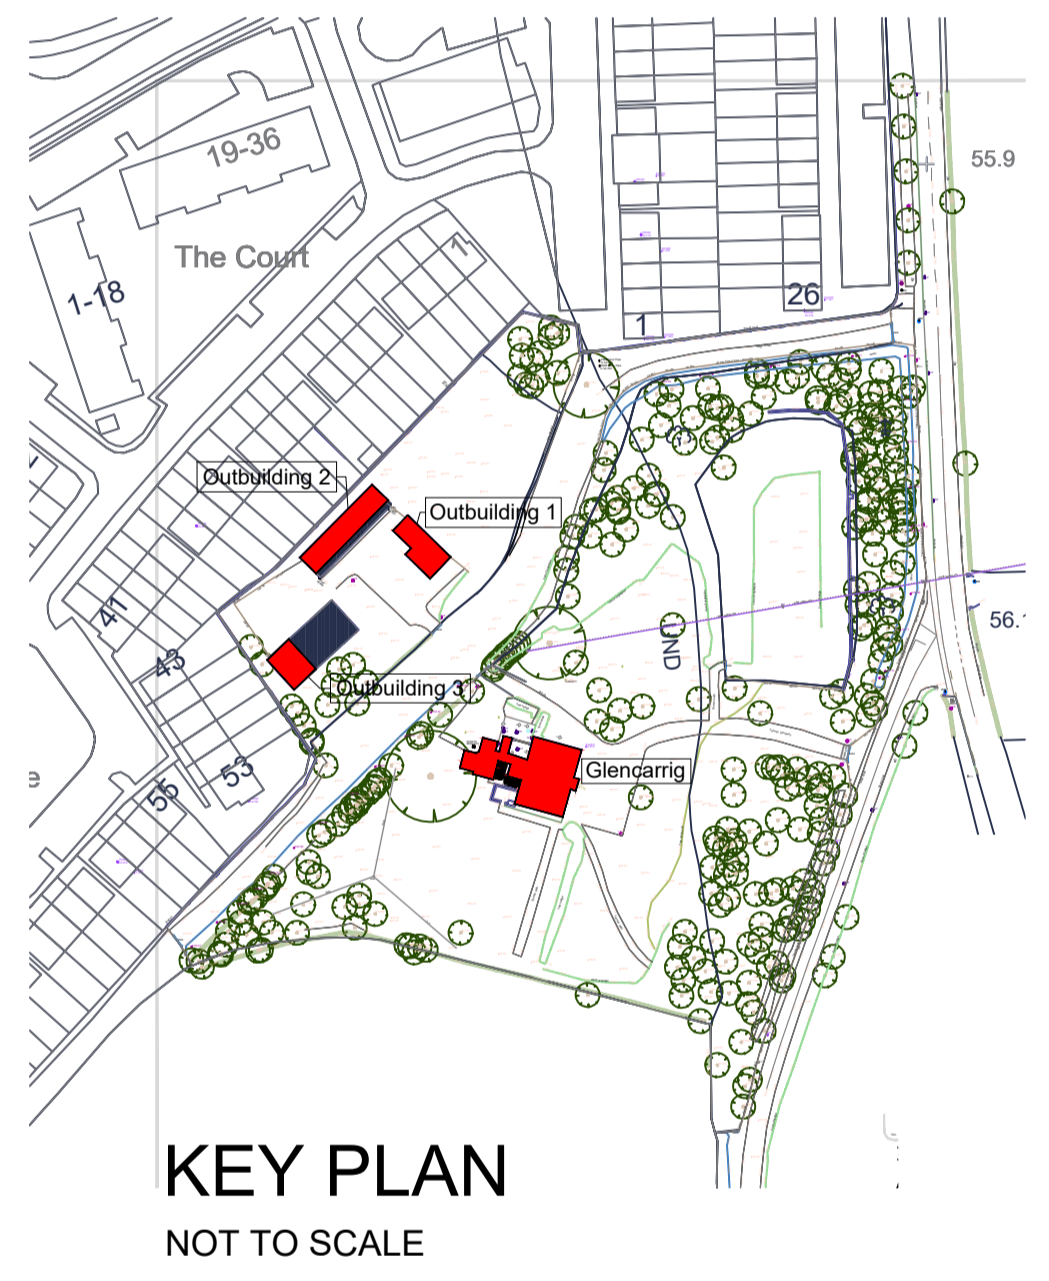 19-36
55.9
The Court
1
1-18
26
1
Outbuilding 2
Outbuilding 1
41
56.
43
UND
Outbuilding 3
53
Glencarrig
e
55
KEY PLAN
NOT TO SCALE